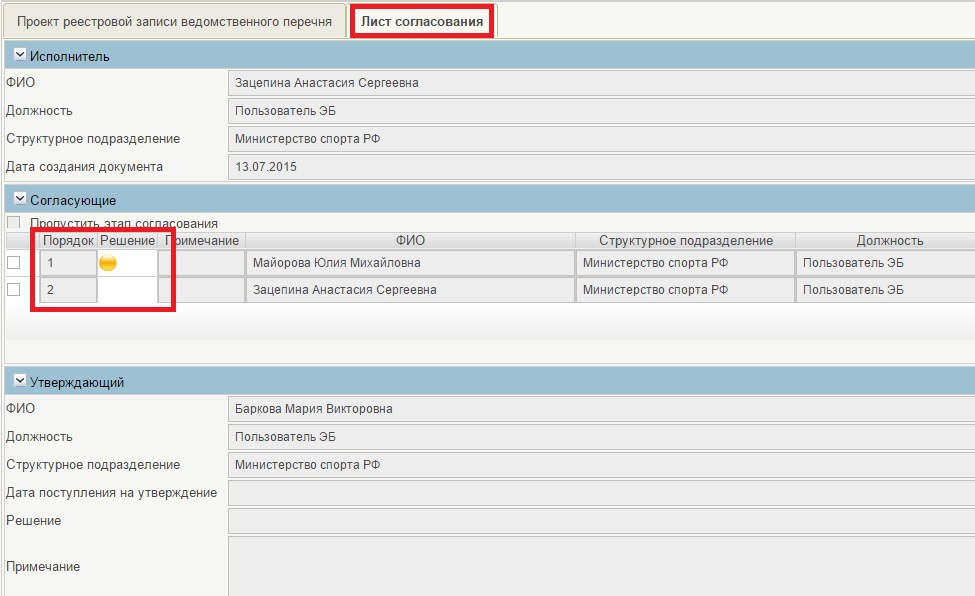 Проект реестровой записи ведомственного перечня Лист согласования
Исполнитель
ФИО Зацепина Анастасия Сергеевна
Должность Пользователь ЭБ
Структурное подразделение Министерство спорта РФ
Дата создания документа 13.07.2015
Согласующие
Пропустить этап согласования
Порядок Решение Примечание ФИО Структурное подразделение Должность
1 Майорова Юлия Михайловна Министерство спорта РФ Пользователь ЭБ
2 Зацепина Анастасия Сергеевна Министерство спорта РФ Пользователь ЭБ
Утверждающий
ФИО Баркова Мария Викторовна
Должность Пользователь ЭБ
Структурное подразделение Министерство спорта РФ
Дата поступления на утверждение
Решение
Примечание